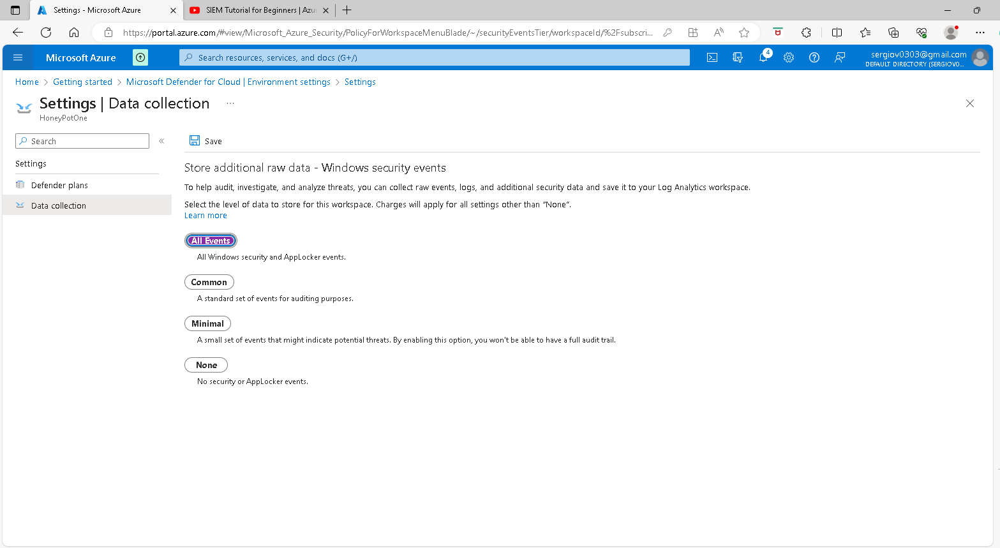 Settings - Microsoft Azure
SIEM Tutorial for Beginners | Azu
https://portal.azure.com/#view/Microsoft_Azure_Security/PolicyForWorkspaceMenuBlade/~/securityEventsTier/workspaceId/%2Fsubscri...
Microsoft Azure
Search resources, services, and docs (G+/)
4
sergiov0303@gmail.com
DEFAULT DIRECTORY (SERGIOV0...
Home > Getting started > Microsoft Defender for Cloud | Environment settings > Settings
Settings | Data collection ...
HoneyPotOne
Search
«
Save
Settings
Defender plans
Data collection
Store additional raw data - Windows security events
To help audit, investigate, and analyze threats, you can collect raw events, logs, and additional security data and save it to your Log Analytics workspace.
Select the level of data to store for this workspace. Charges will apply for all settings other than "None".
Learn more
All Events
All Windows security and AppLocker events.
Common
A standard set of events for auditing purposes.
Minimal
A small set of events that might indicate potential threats. By enabling this option, you won't be able to have a full audit trail.
None
No security or AppLocker events.